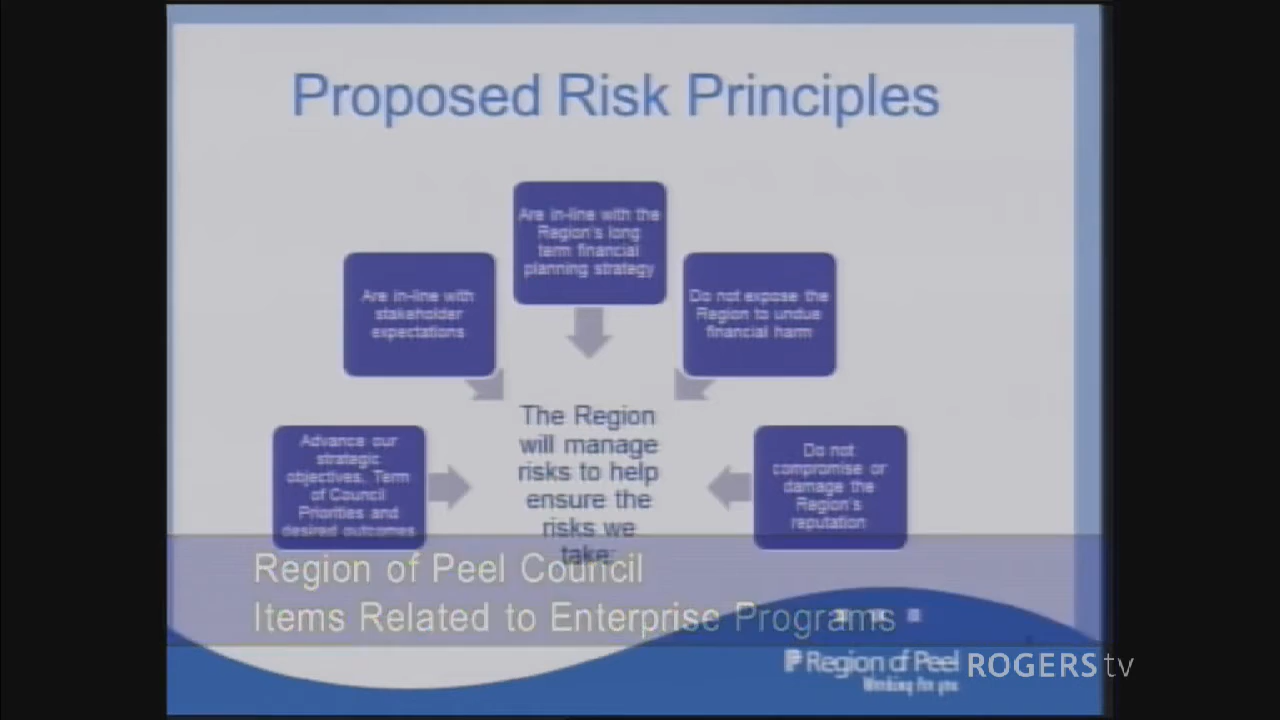 Proposed Risk Principles
Are in-line with the
Region's long
term financial
planning strategy
Are in-line with
stakeholder
expectations
Do not expose the
Region to undue
financial harm
Advance our
strategic
objectives, Term
of Council
Priorities and
desired outcomes
The Region
will manage
risks to help
ensure the
risks we
take:
Do not
compromise or
damage the
Region's
reputation
Region of Peel Council
Items Related to Enterprise Programs
Region of Peel
Working for you
ROGERS tv